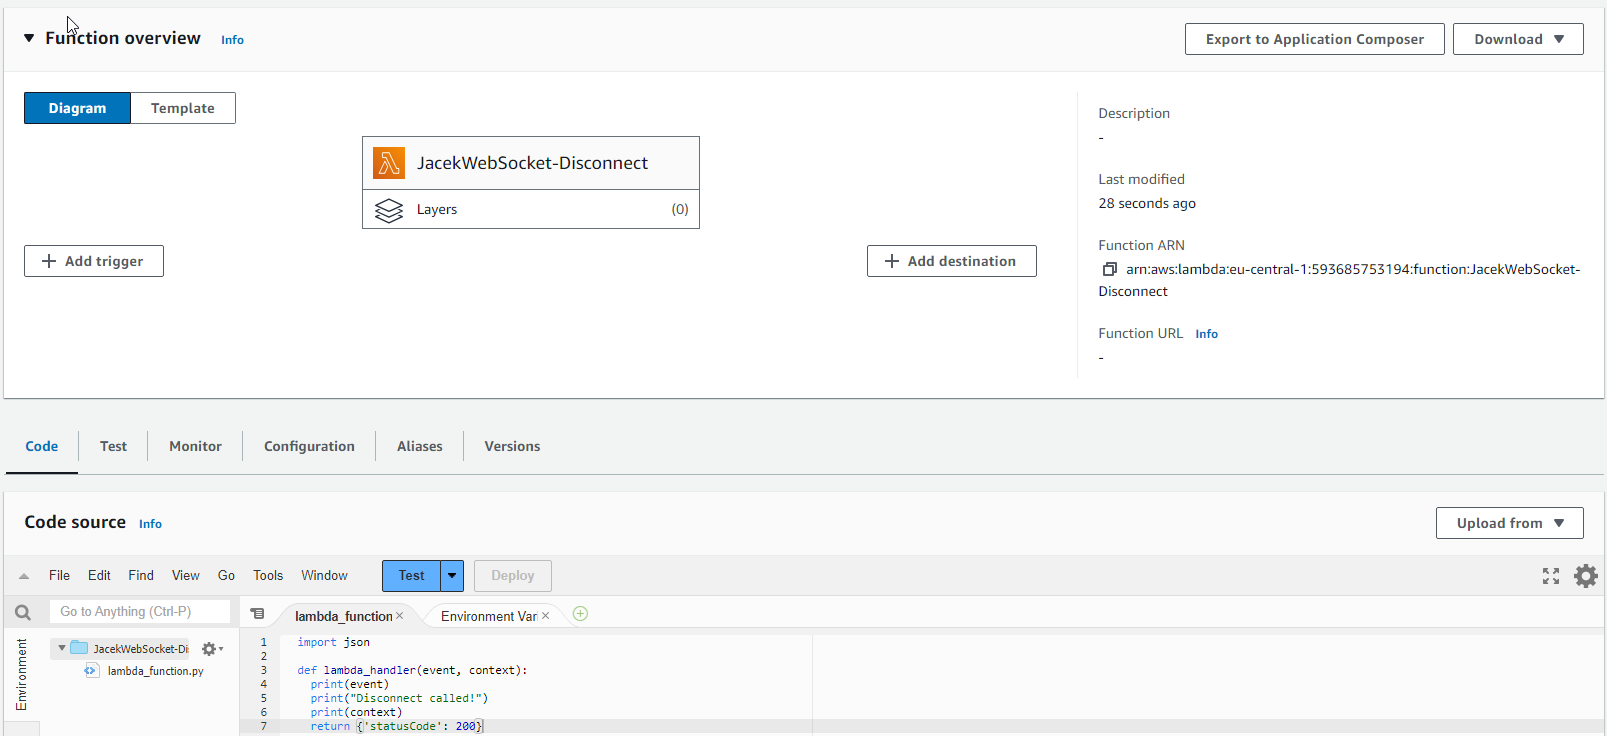 Function overview Info
Export to Application Composer
Download
Diagram
Template
JacekWebSocket-Disconnect
Layers (0)
Add trigger
Add destination
Description
-
Last modified
28 seconds ago
Function ARN
arn:aws:lambda:eu-central-1:593685753194:function:JacekWebSocket-
Disconnect
Function URL Info
-
Code Test Monitor Configuration Aliases Versions
Code source Info
Upload from
File Edit Find View Go Tools Window Test Deploy
Go to Anything (Ctrl-P)
lambda_function
Environment Var
Environment
JacekWebSocket-Di
lambda_function.py
1 import json
2
3 def lambda_handler(event, context):
4 print(event)
5 print("Disconnect called!")
6 print(context)
7 return {'statusCode': 200}